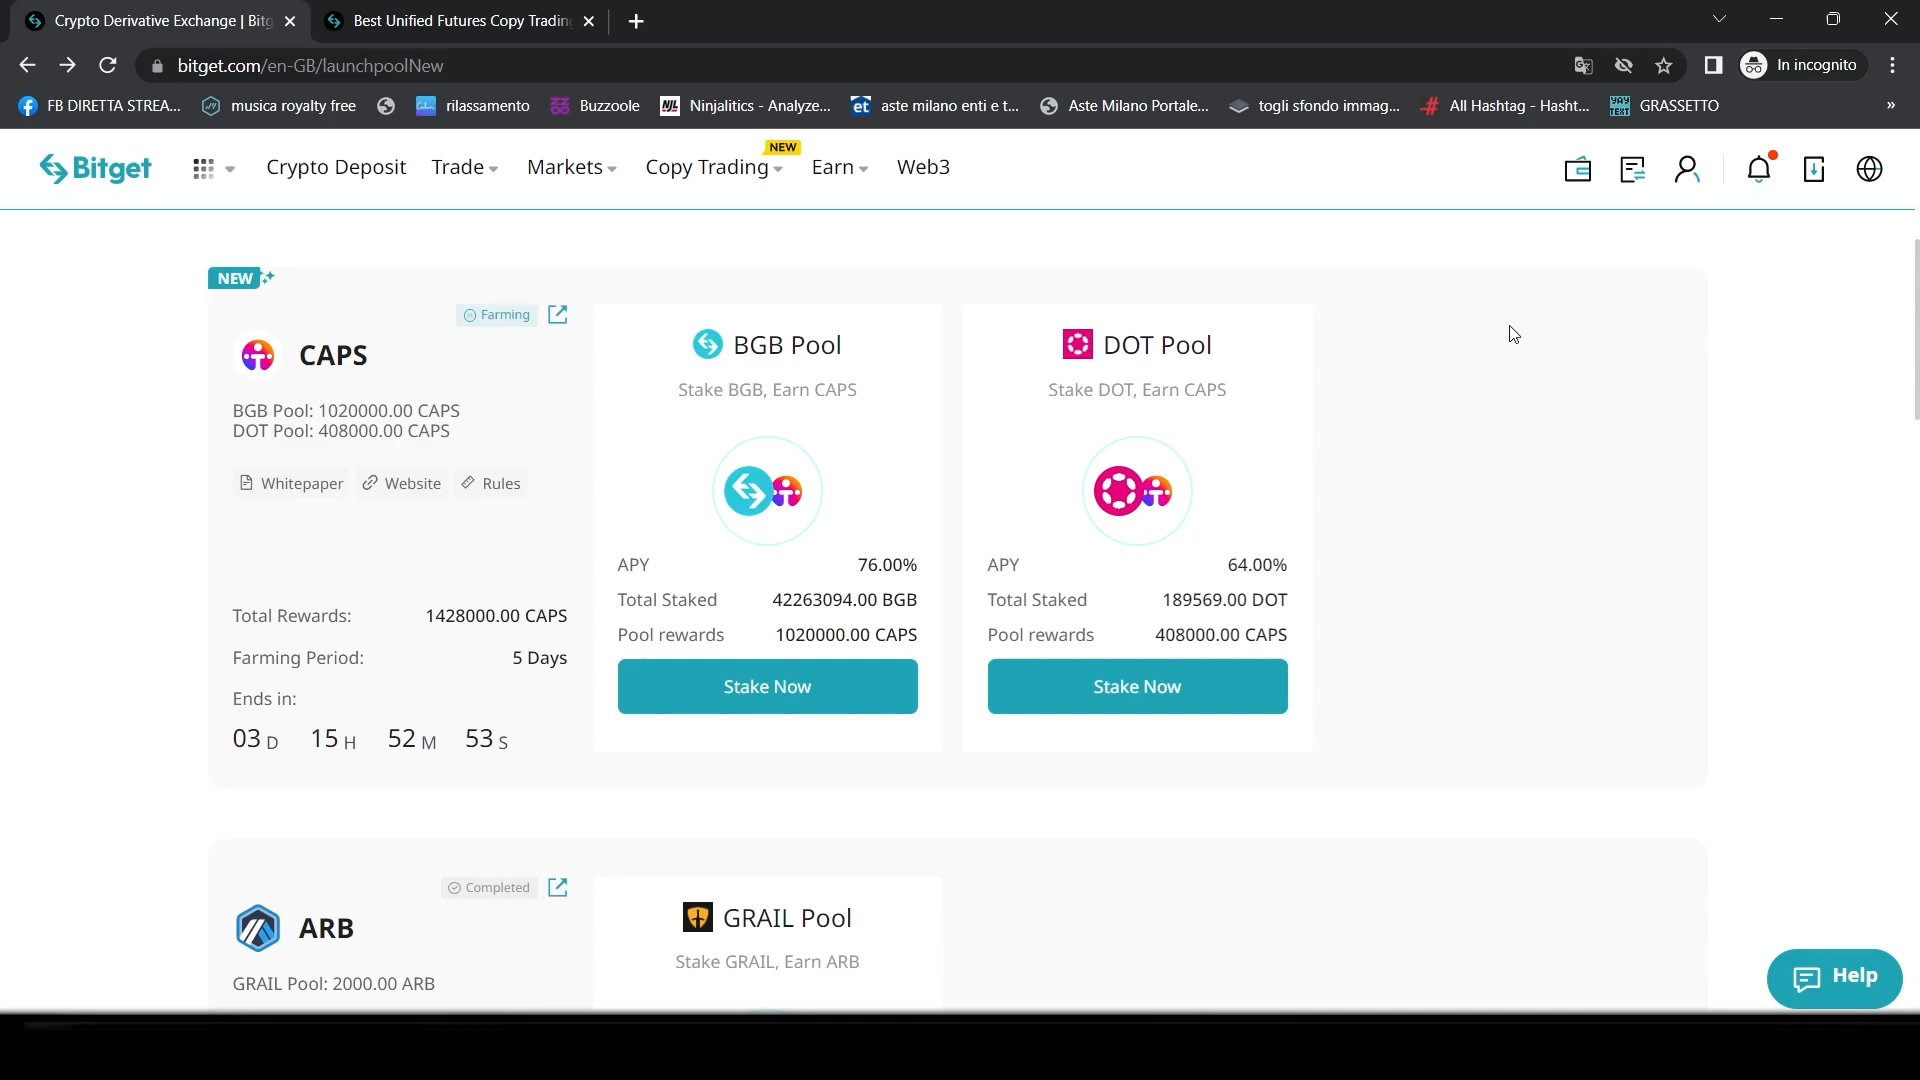 Crypto Derivative Exchange | Bitg
Best Unified Futures Copy Tradin
bitget.com/en-GB/launchpoolNew
In incognito
FB DIRETTA STREA...
musica royalty free
rilassamento
Buzzoole
NJL
Ninjalitics - Analyze...
et
aste milano enti e t...
Aste Milano Portale...
togli sfondo immag...
All Hashtag - Hasht...
YAY TEXT
GRASSETTO
»
Bitget
Crypto Deposit
Trade
Markets
Copy Trading
NEW
Earn
Web3
NEW
Farming
CAPS
BGB Pool: 1020000.00 CAPS
DOT Pool: 408000.00 CAPS
Whitepaper
Website
Rules
Total Rewards: 1428000.00 CAPS
Farming Period: 5 Days
Ends in:
03 D 15 H 52 M 53 S
BGB Pool
Stake BGB, Earn CAPS
APY 76.00%
Total Staked 42263094.00 BGB
Pool rewards 1020000.00 CAPS
Stake Now
DOT Pool
Stake DOT, Earn CAPS
APY 64.00%
Total Staked 189569.00 DOT
Pool rewards 408000.00 CAPS
Stake Now
Completed
ARB
GRAIL Pool: 2000.00 ARB
GRAIL Pool
Stake GRAIL, Earn ARB
Help